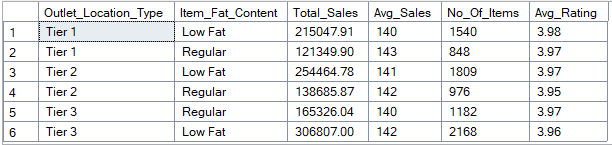 Outlet_Location_Type Item_Fat_Content Total_Sales Avg_Sales No_Of_Items Avg_Rating
1 Tier 1 Low Fat 215047.91 140 1540 3.98
2 Tier 1 Regular 121349.90 143 848 3.97
3 Tier 2 Low Fat 254464.78 141 1809 3.97
4 Tier 2 Regular 138685.87 142 976 3.95
5 Tier 3 Regular 165326.04 140 1182 3.97
6 Tier 3 Low Fat 306807.00 142 2168 3.96